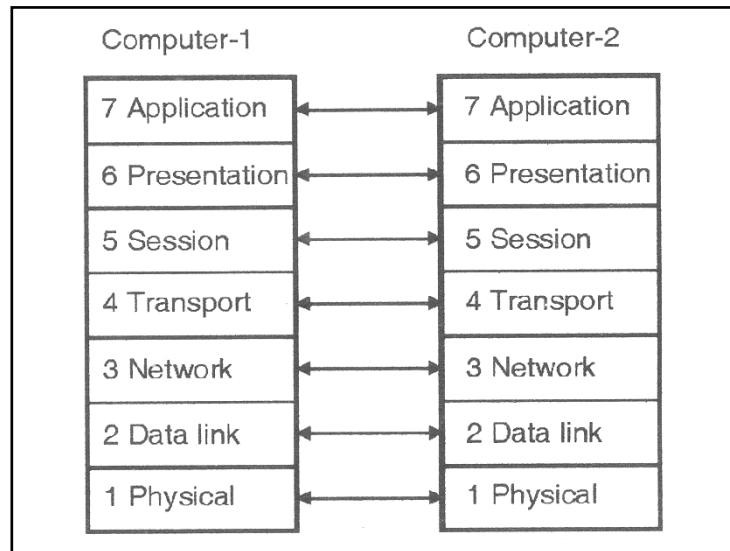 Computer-1
7 Application
6 Presentation
5 Session
4 Transport
3 Network
2 Data link
1 Physical
Computer-2
7 Application
6 Presentation
5 Session
4 Transport
3 Network
2 Data link
1 Physical